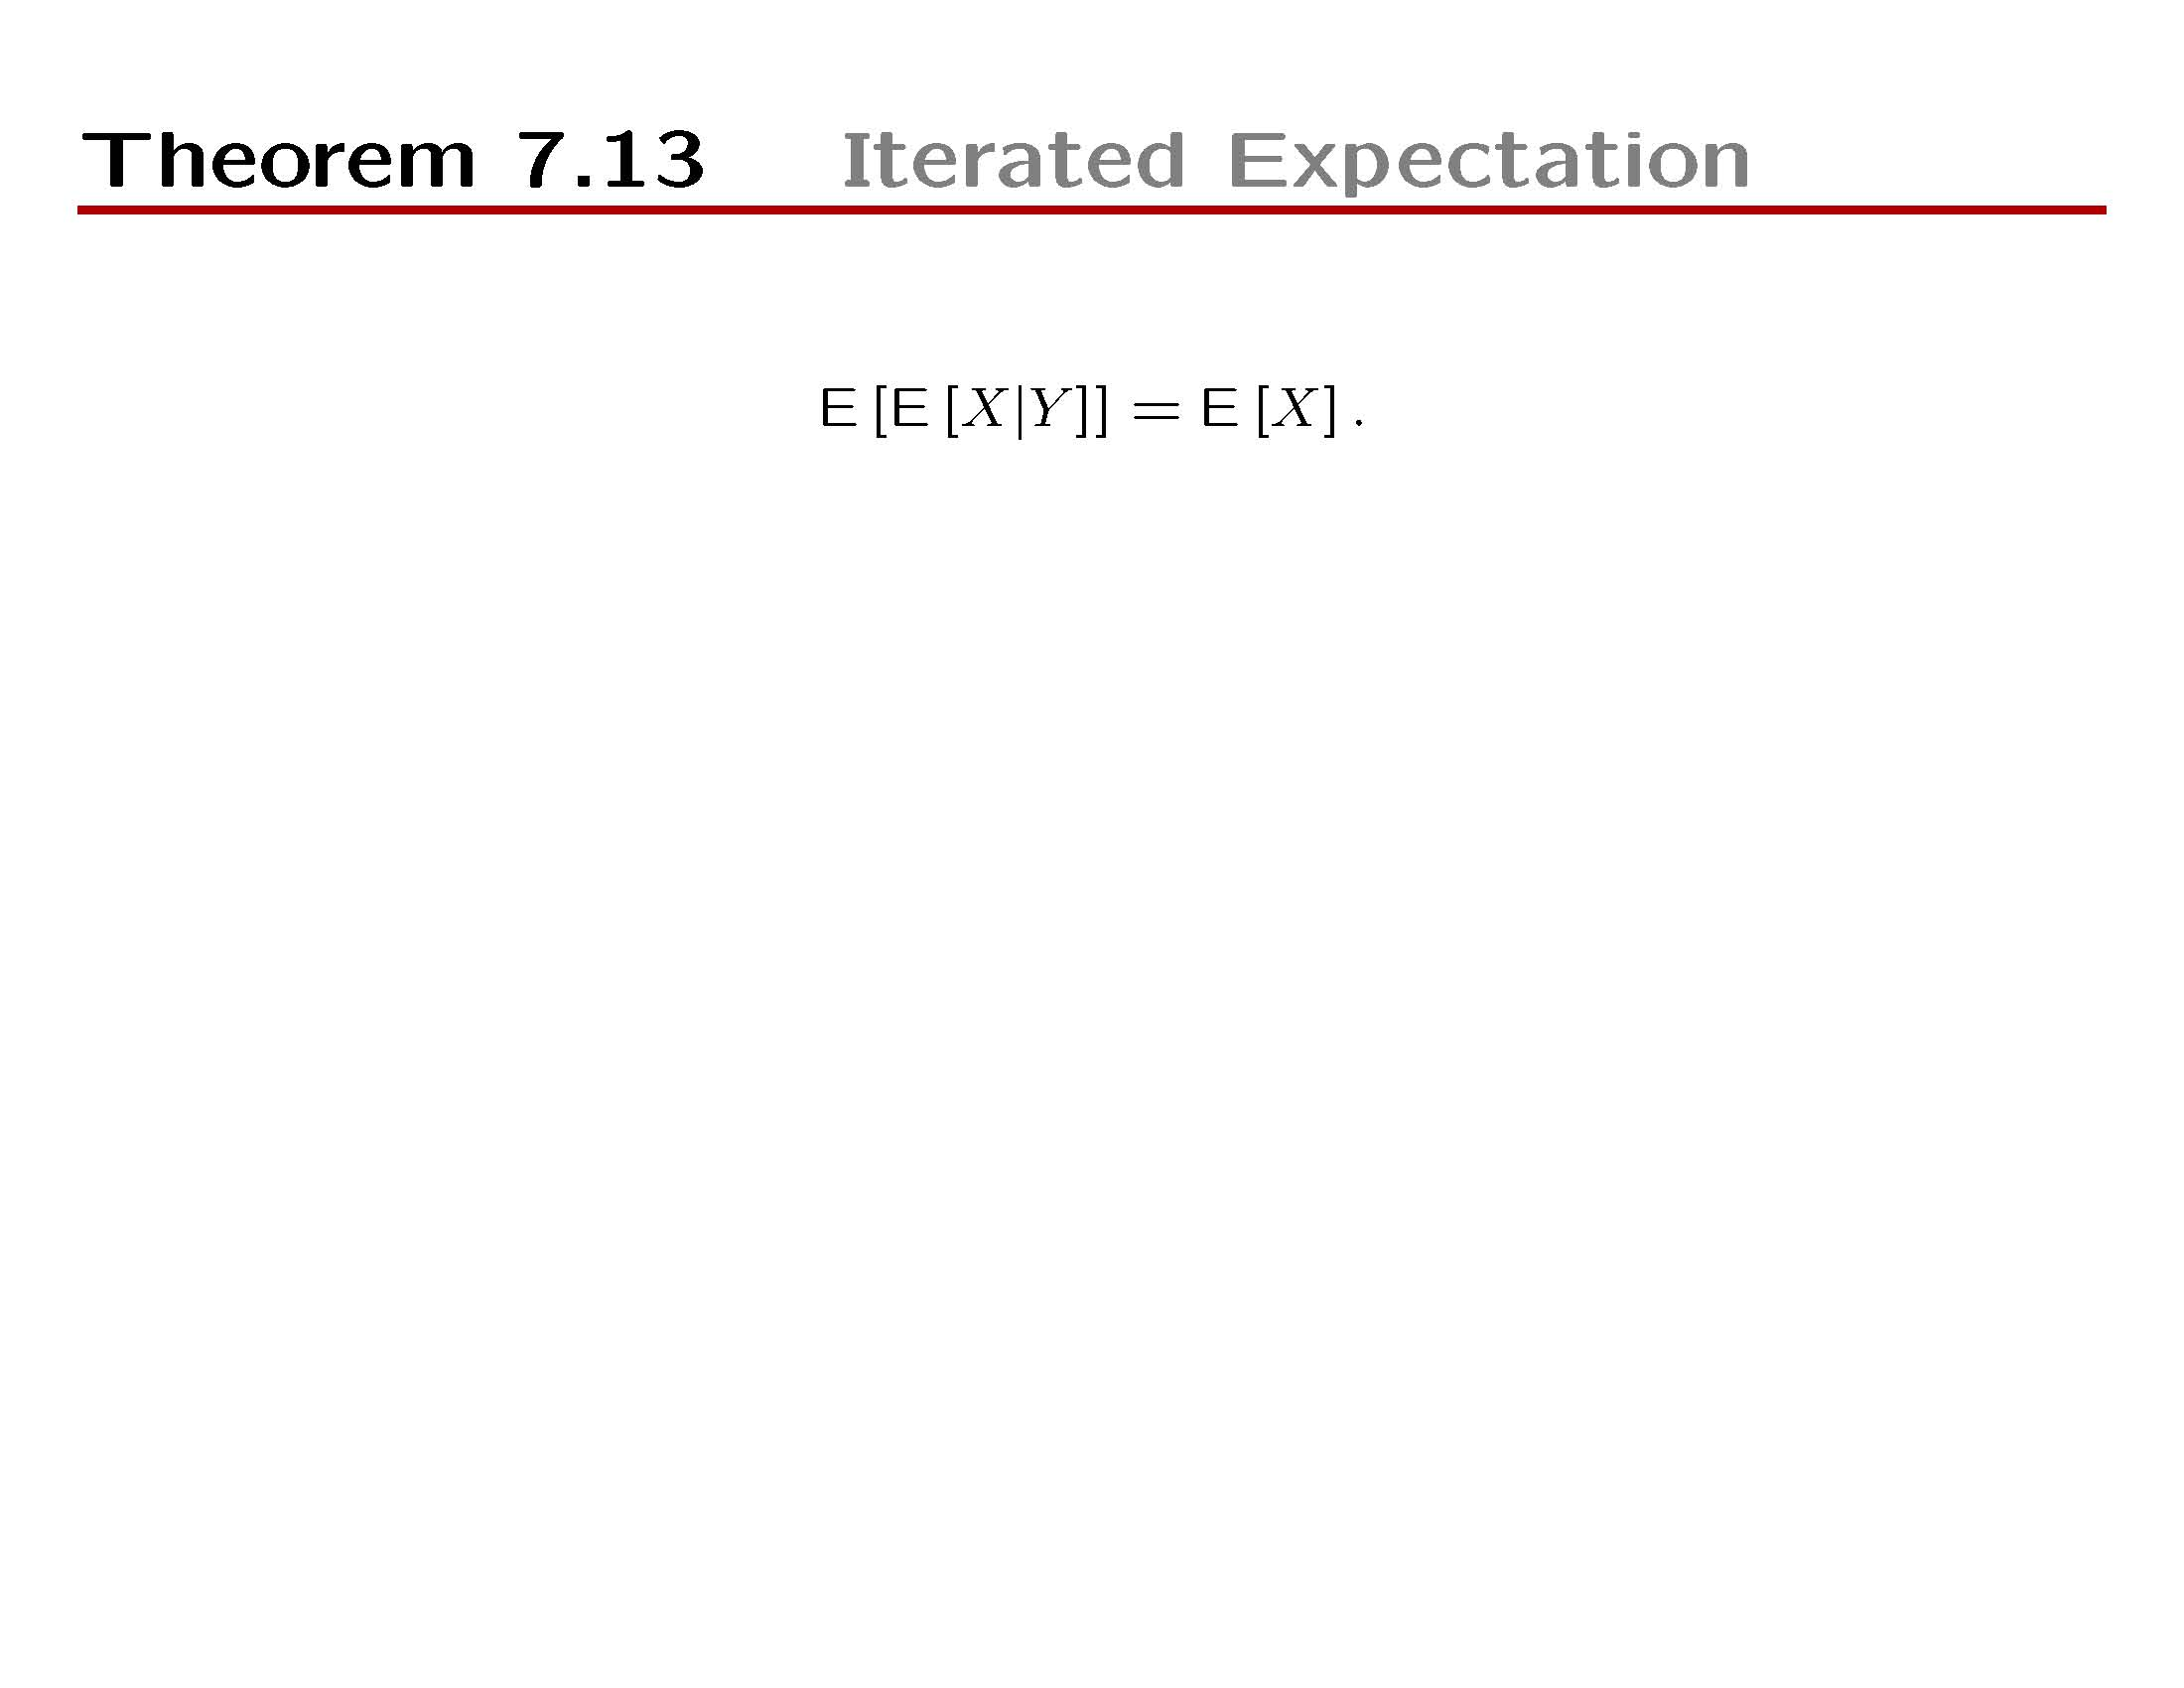 Theorem 7.13 Iterated Expectation
E [E [X|Y]] = E [X] .